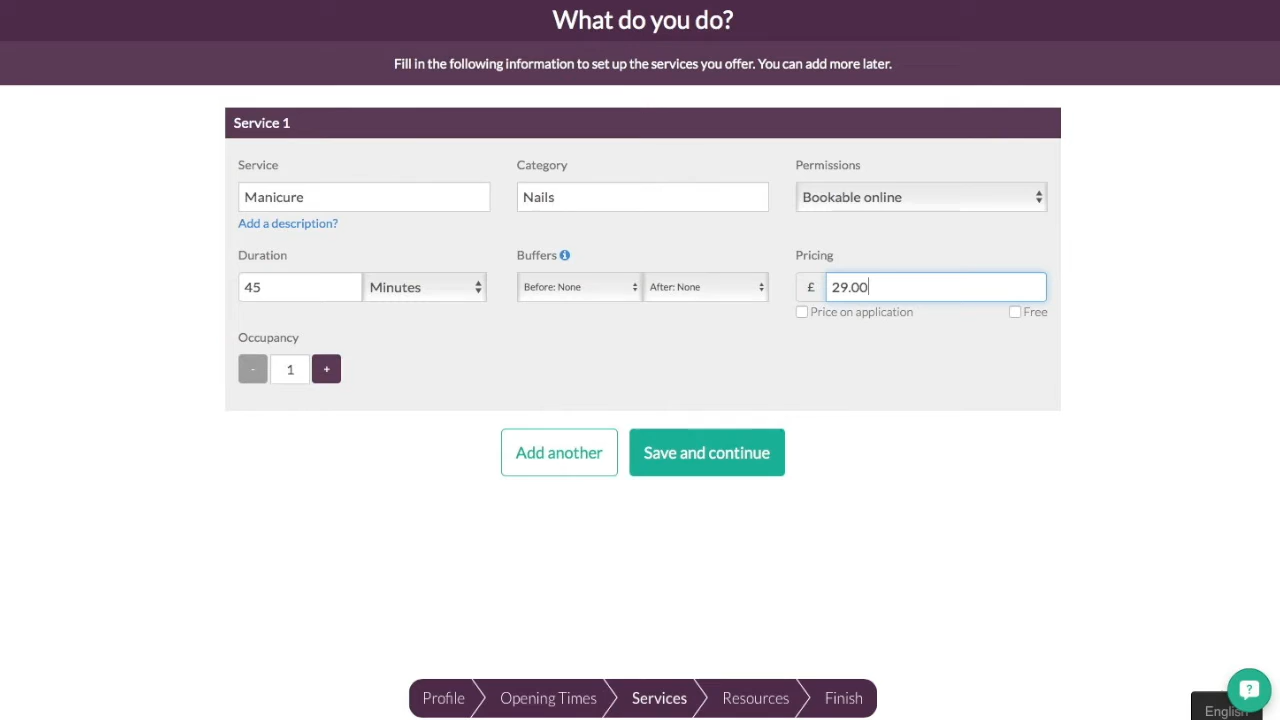 What do you do?
Fill in the following information to set up the services you offer. You can add more later.
Service 1
Service
Category
Permissions
Manicure
Nails
Bookable online
Add a description?
Duration
Buffers
Pricing
45
Minutes
Before: None
After: None
£
29.00
Price on application
Free
Occupancy
-
1
+
Add another
Save and continue
Profile
Opening Times
Services
Resources
Finish
English